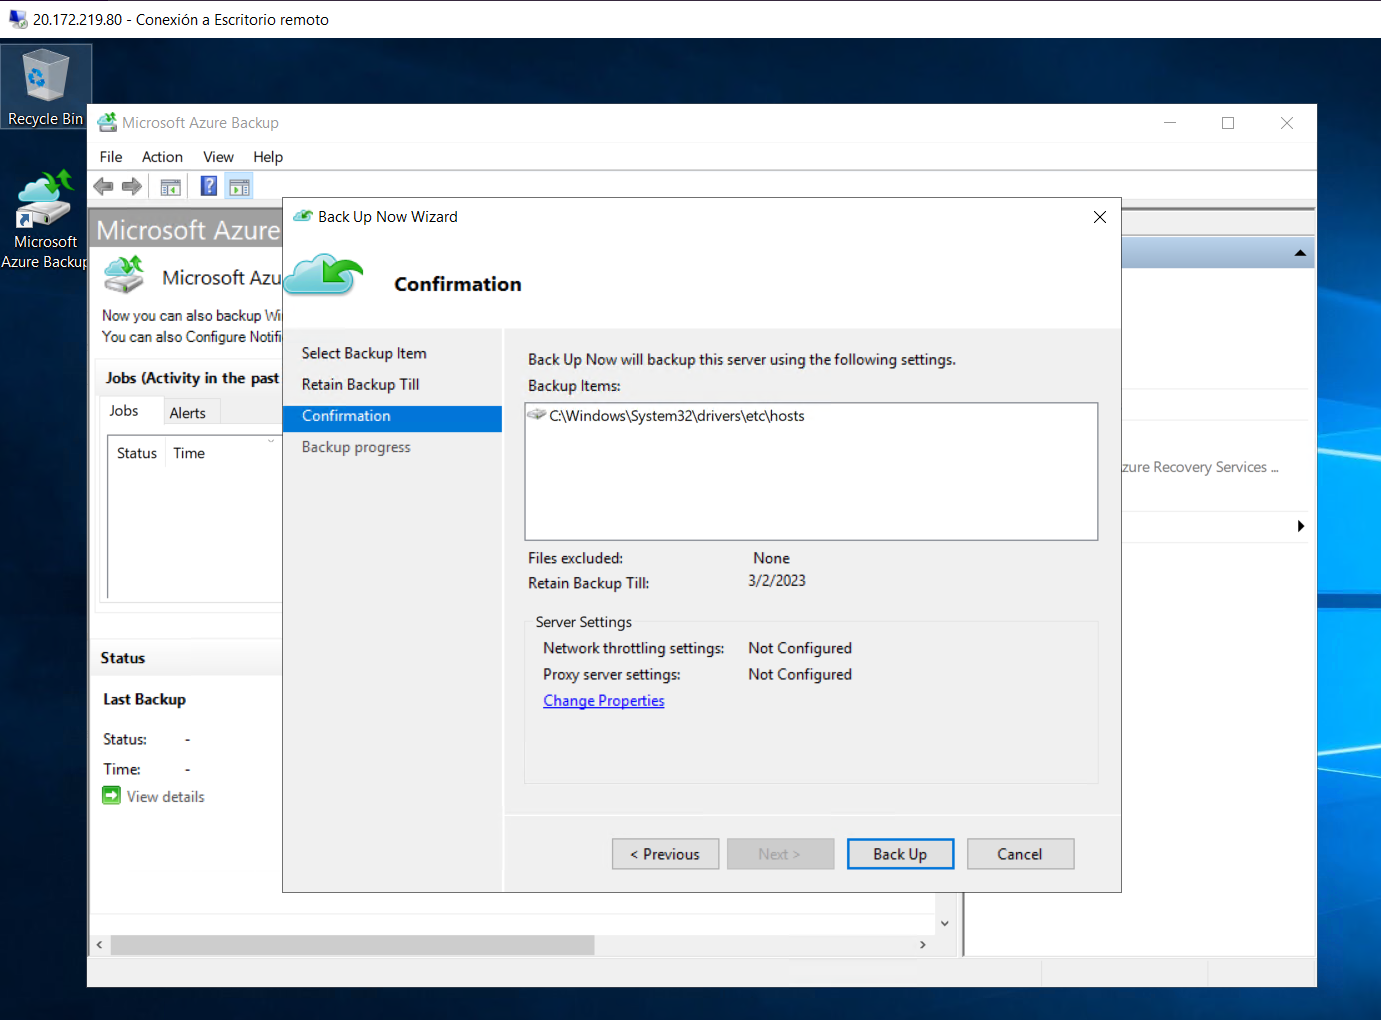 20.172.219.80 - Conexión a Escritorio remoto
Recycle Bin
Microsoft Azure Backup
Microsoft Azure Backup
File Action View Help
Microsoft Azure
Microsoft Azu
Now you can also backup Wi
You can also Configure Notifi
Jobs (Activity in the past
Jobs Alerts
Status Time
Status
Last Backup
Status: -
Time: -
View details
Back Up Now Wizard
Confirmation
Select Backup Item
Retain Backup Till
Confirmation
Backup progress
Back Up Now will backup this server using the following settings.
Backup Items:
C:\Windows\System32\drivers\etc\hosts
Files excluded: None
Retain Backup Till: 3/2/2023
Server Settings
Network throttling settings: Not Configured
Proxy server settings: Not Configured
Change Properties
< Previous Next > Back Up Cancel
zure Recovery Services ...